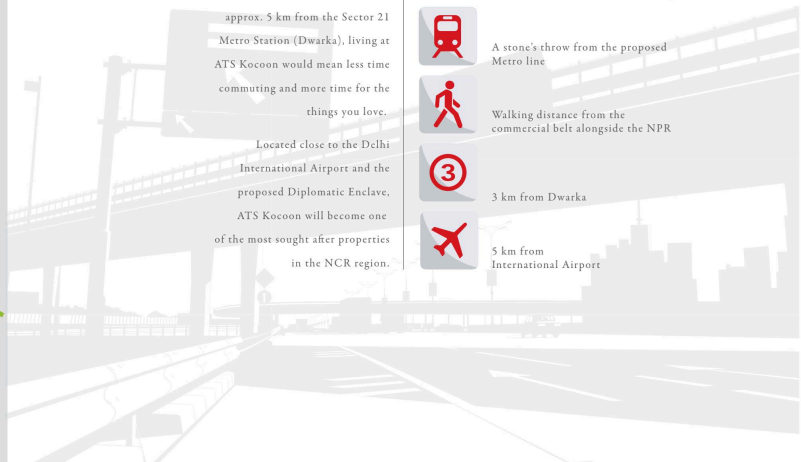 approx. 5 km from the Sector 21
Metro Station (Dwarka), living at
ATS Kocoon would mean less time
commuting and more time for the
things you love.
Located close to the Delhi
International Airport and the
proposed Diplomatic Enclave,
ATS Kocoon will become one
of the most sought after properties
in the NCR region.
A stone's throw from the proposed
Metro line
Walking distance from the
commercial belt alongside the NPR
3
3 km from Dwarka
5 km from
International Airport